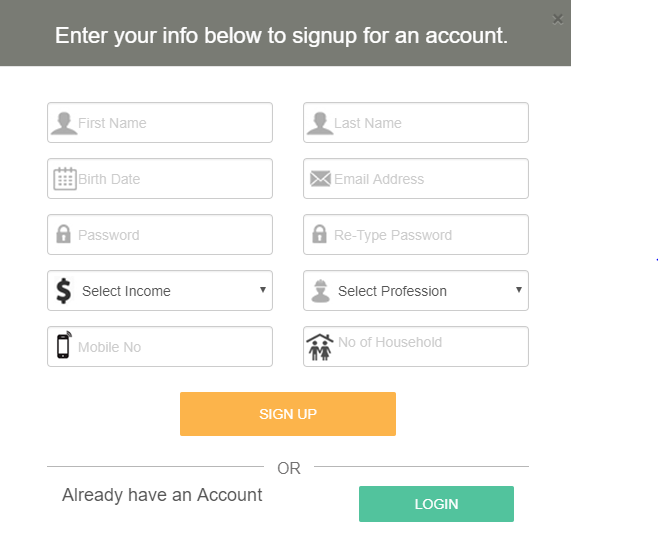 Enter your info below to signup for an account.
×
First Name
Last Name
Birth Date
Email Address
Password
Re-Type Password
$ Select Income
Select Profession
Mobile No
No of Household
SIGN UP
OR
Already have an Account
LOGIN